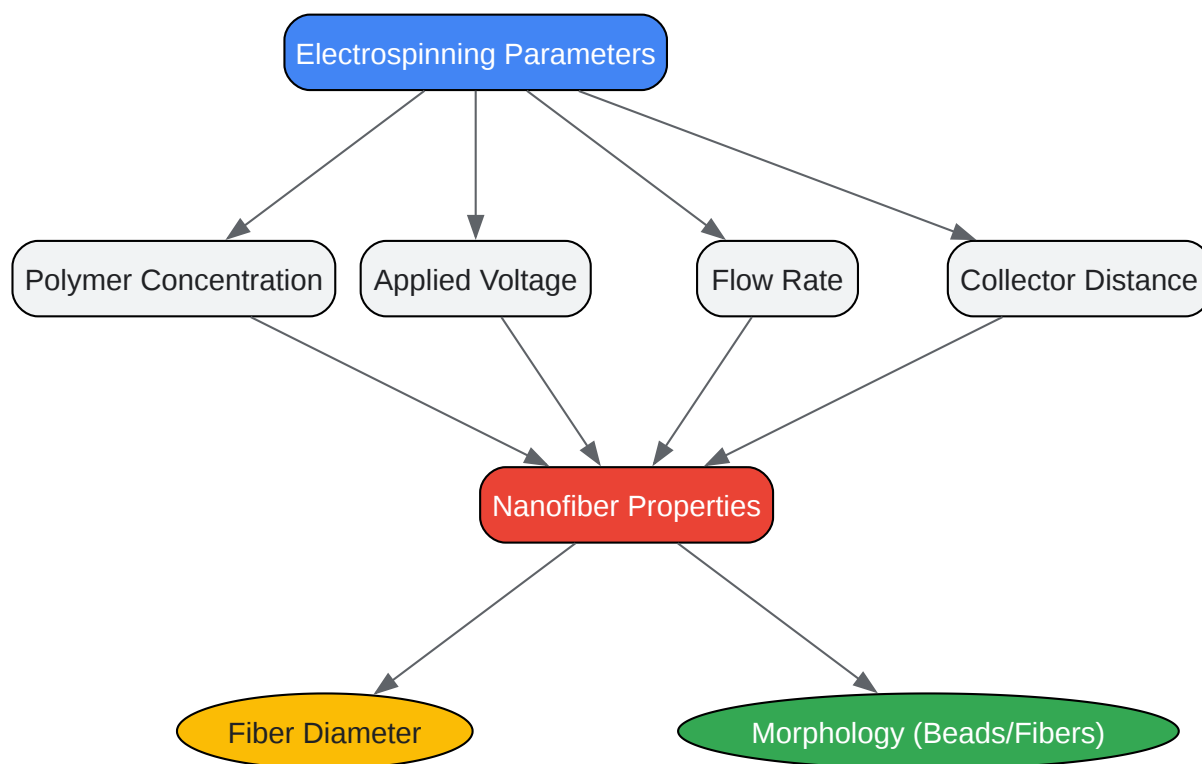 Electrospinning Parameters
Polymer Concentration
Applied Voltage
Flow Rate
Collector Distance
Nanofiber Properties
Fiber Diameter
Morphology (Beads/Fibers)